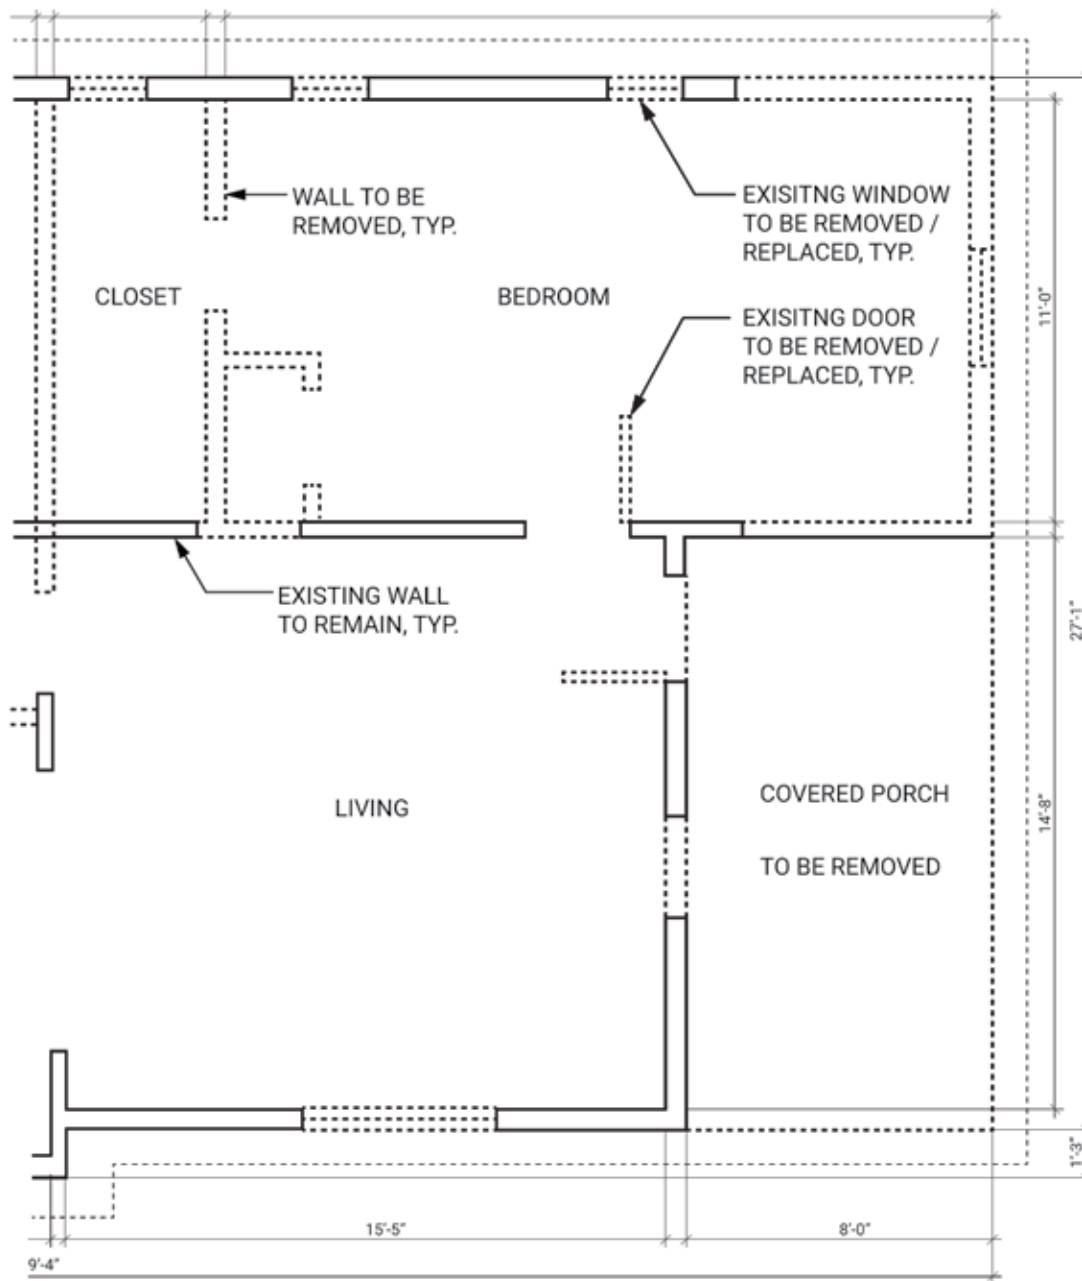 WALL TO BE
REMOVED, TYP.
EXISITNG WINDOW
TO BE REMOVED /
REPLACED, TYP.
CLOSET
BEDROOM
EXISITNG DOOR
TO BE REMOVED /
REPLACED, TYP.
11'-0"
EXISTING WALL
TO REMAIN, TYP.
27'-1"
LIVING
COVERED PORCH
TO BE REMOVED
14'-8"
1'-3"
15'-5"
8'-0"
9'-4"